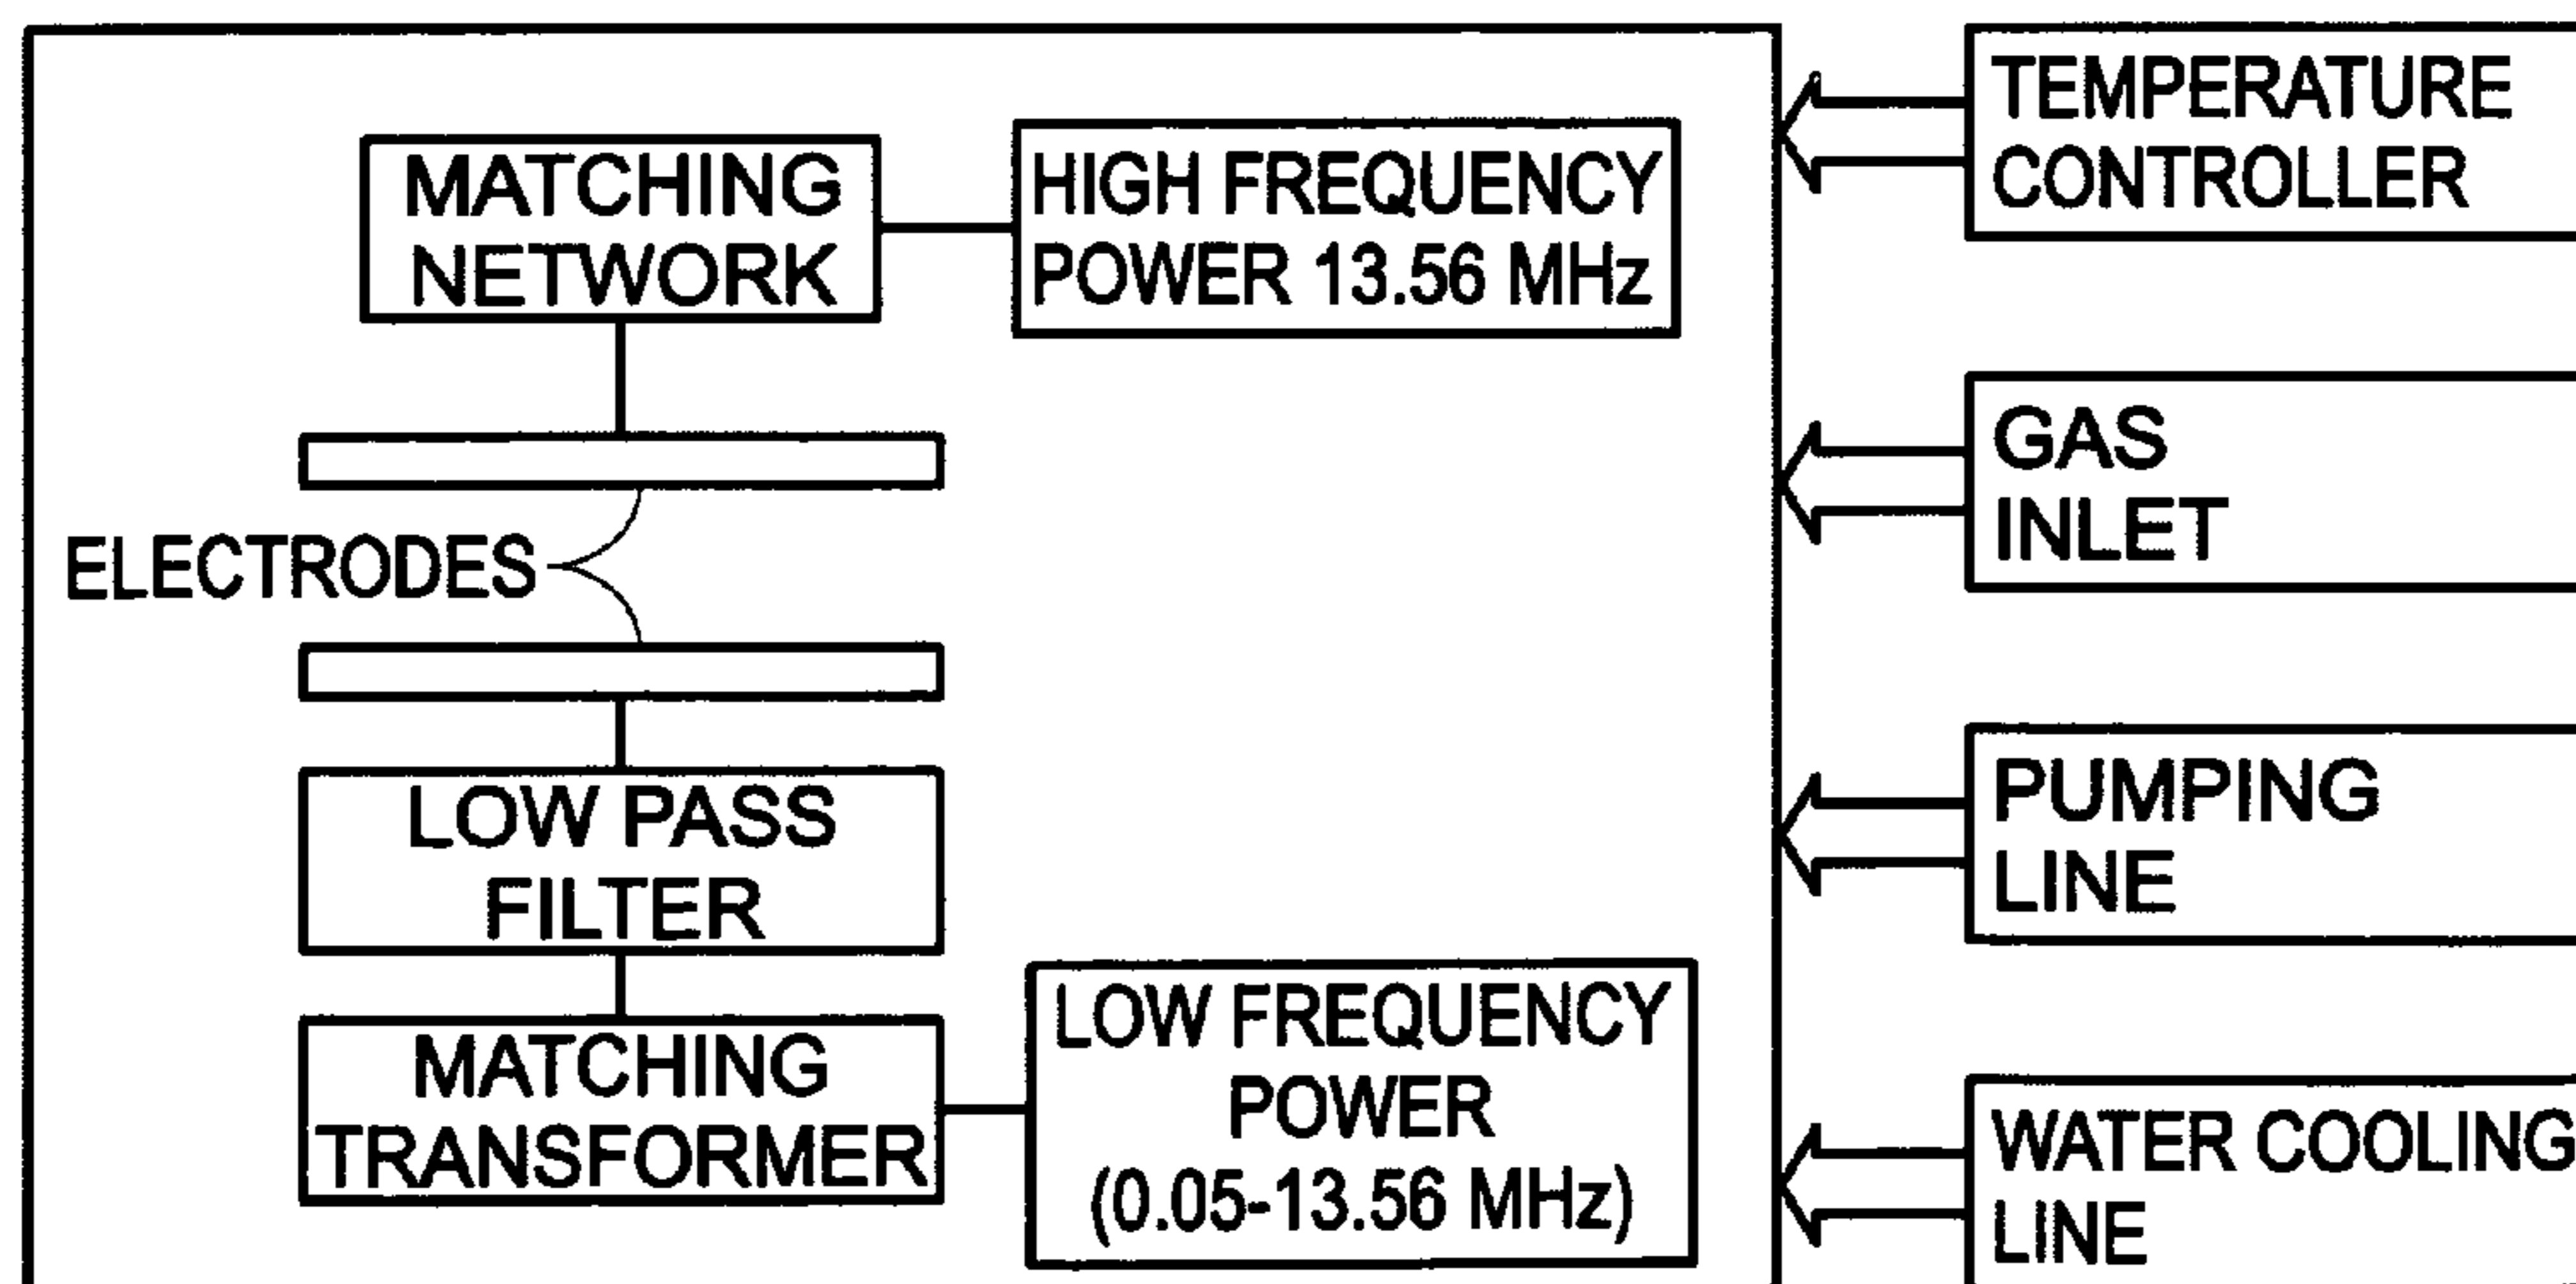 MATCHING
NETWORK
HIGH FREQUENCY
POWER 13.56 MHz
ELECTRODES
LOW PASS
FILTER
MATCHING
TRANSFORMER
LOW FREQUENCY
POWER
(0.05-13.56 MHz)
TEMPERATURE
CONTROLLER
GAS
INLET
PUMPING
LINE
WATER COOLING
LINE